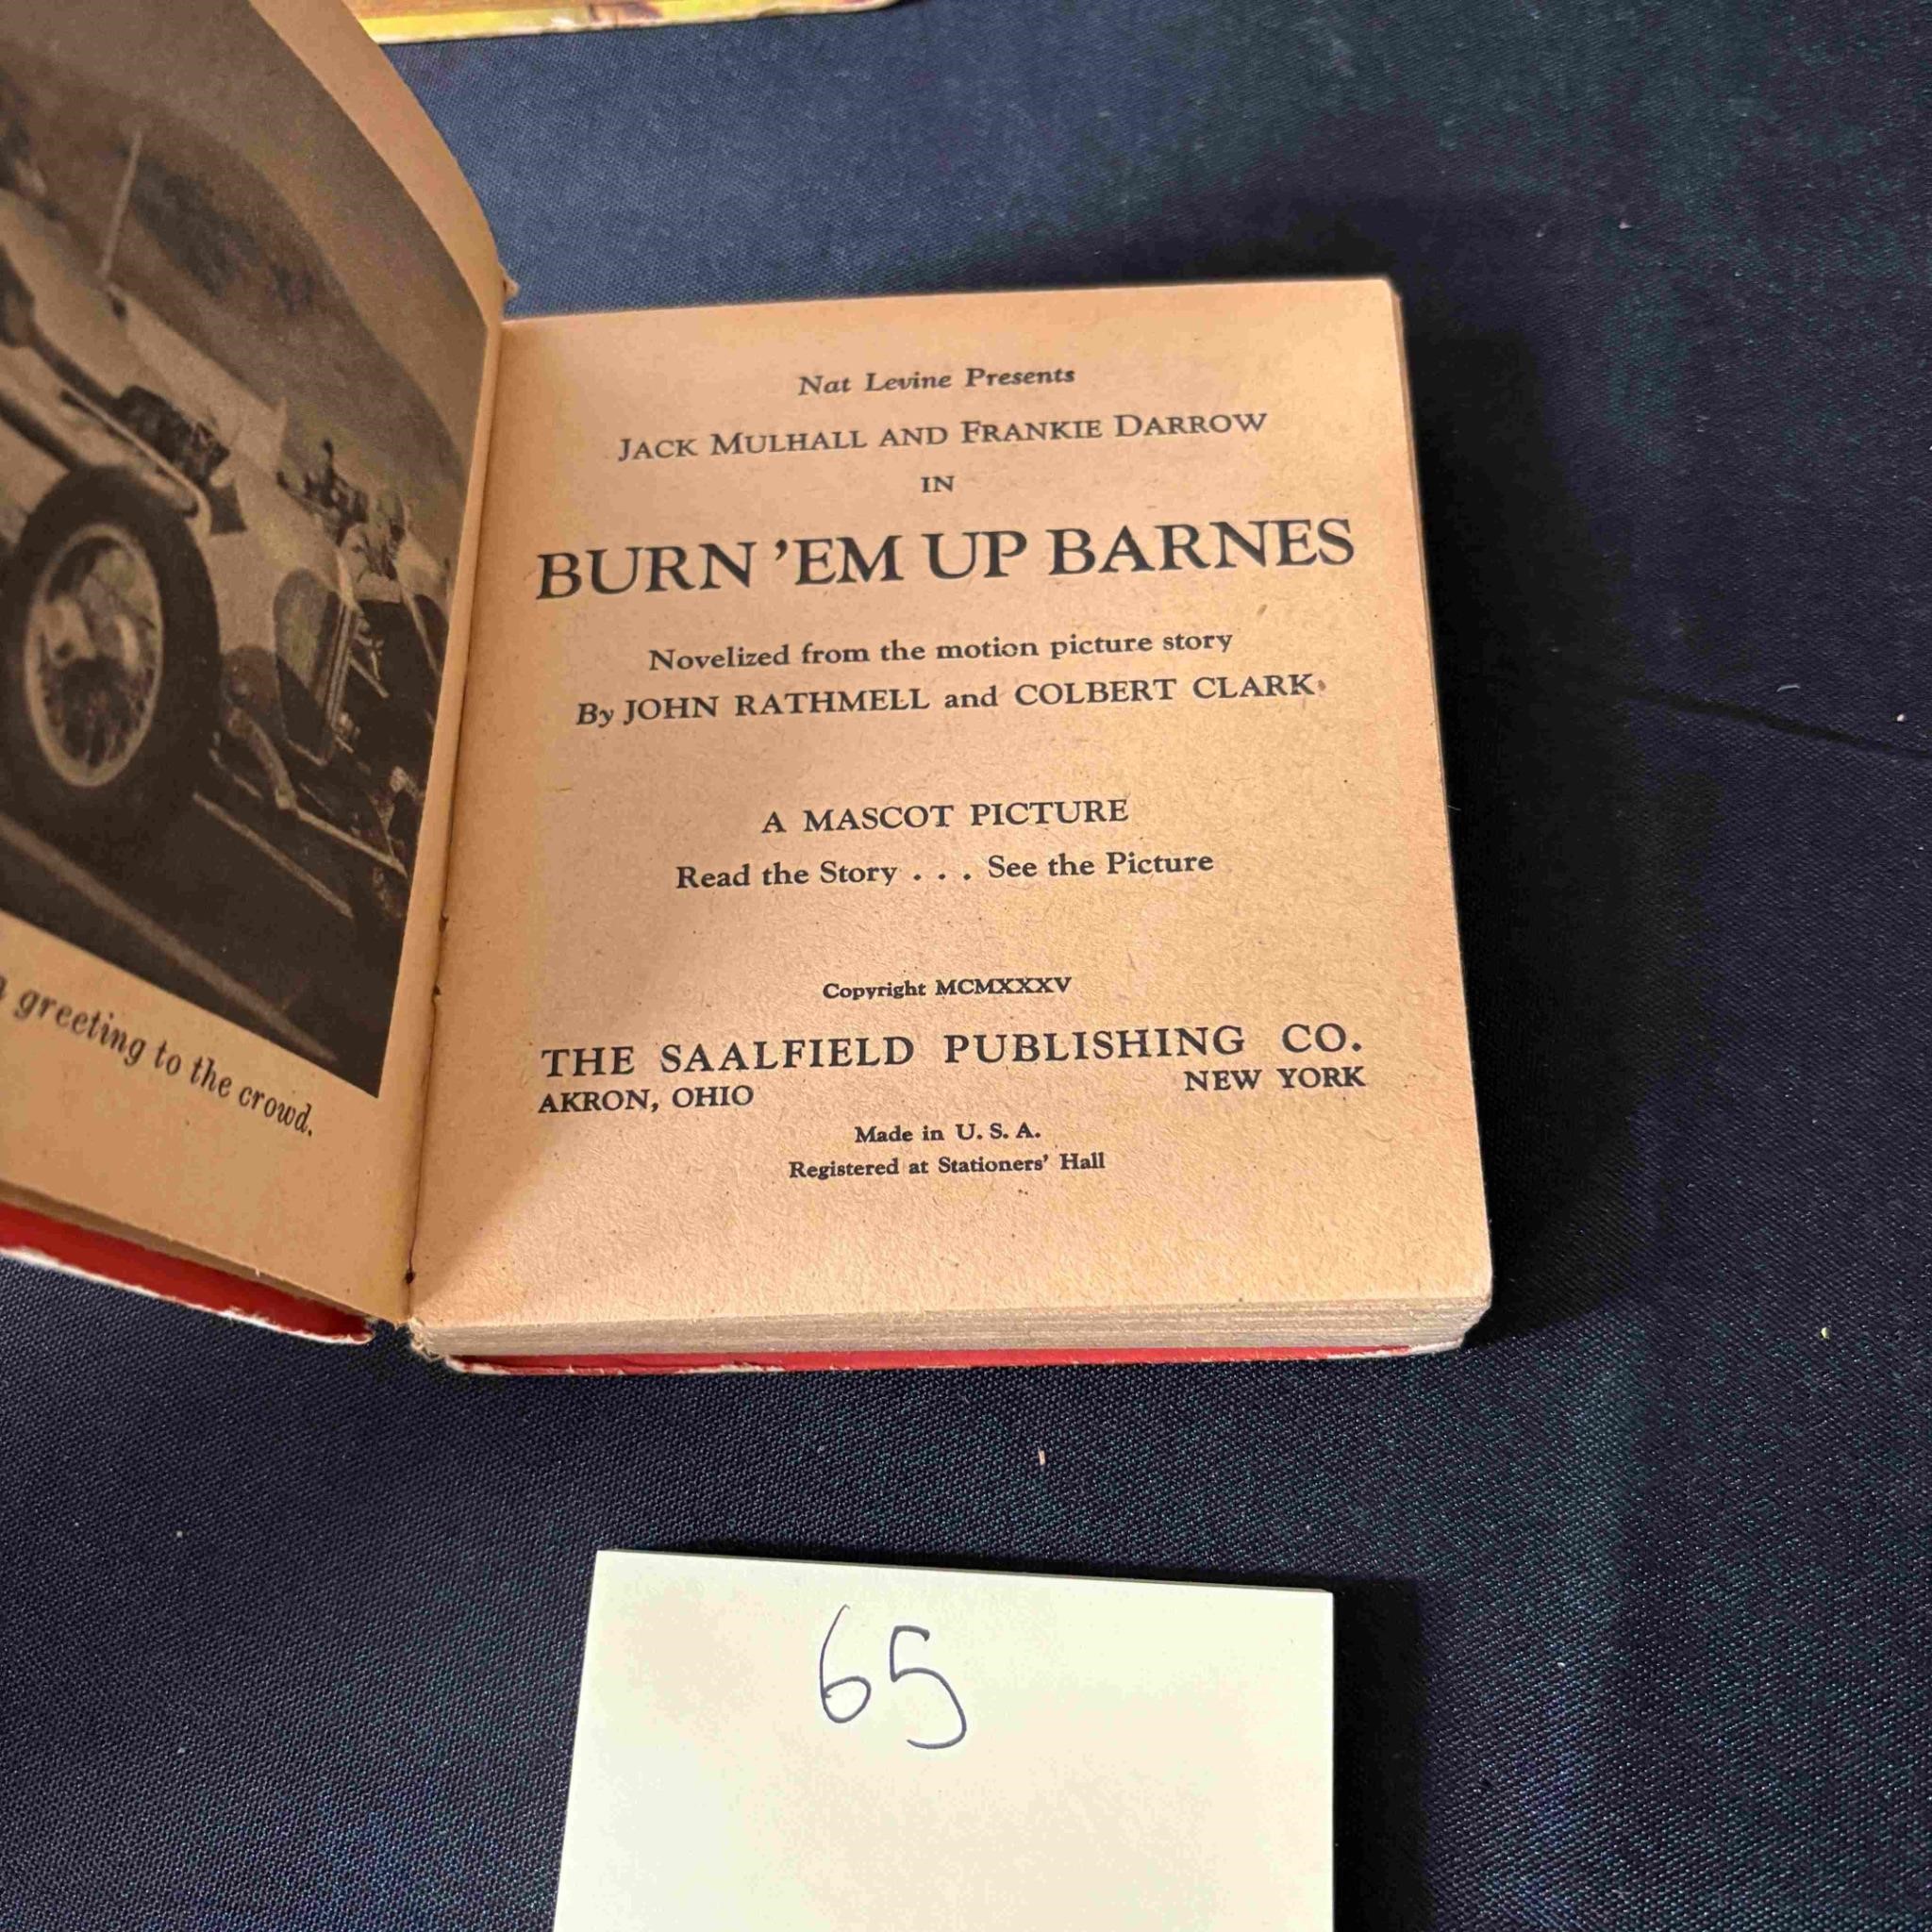 greeting to the crowd.
Nat Levine Presents
JACK MULHALL AND FRANKIE DARROW
IN
BURN 'EM UP BARNES
Novelized from the motion picture story
By JOHN RATHMELL and COLBERT CLARK
A MASCOT PICTURE
Read the Story . . . See the Picture
Copyright MCMXXXV
THE SAALFIELD PUBLISHING CO.
AKRON, OHIO NEW YORK
Made in U. S. A.
Registered at Stationers' Hall
65